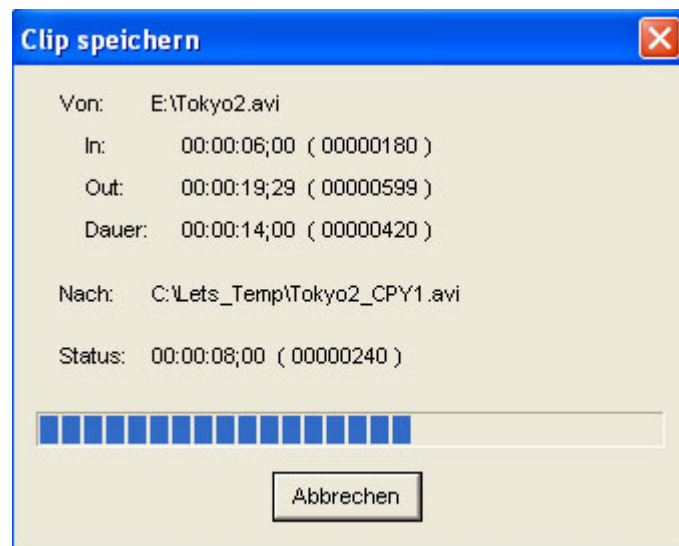 Clip speichern
Von: E:\Tokyo2.avi
In: 00:00:06;00 ( 00000180 )
Out: 00:00:19;29 ( 00000599 )
Dauer: 00:00:14;00 ( 00000420 )
Nach: C:\Lets_Temp\Tokyo2_CPY1.avi
Status: 00:00:08;00 ( 00000240 )
Abbrechen